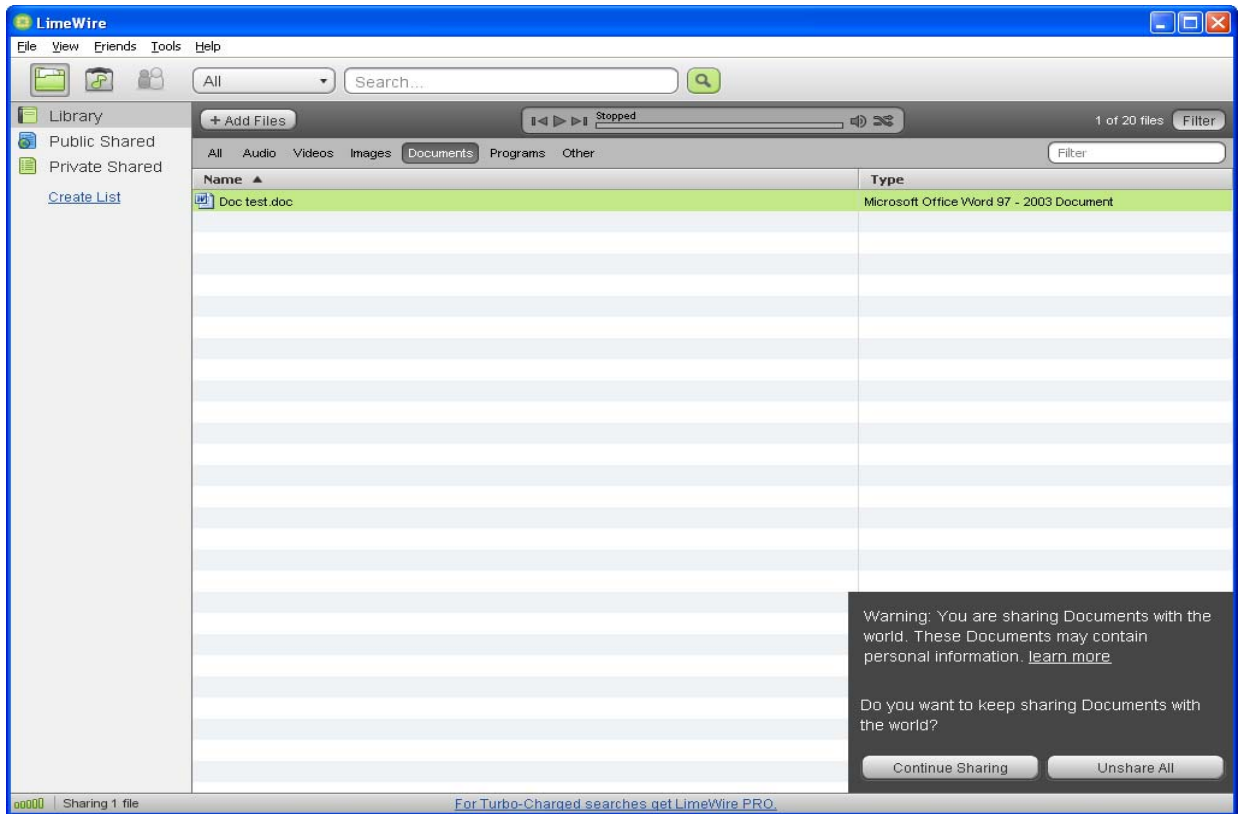 LimeWire
File View Friends Tools Help
All Search...
Library
Public Shared
Private Shared
Create List
+ Add Files Stopped 1 of 20 files Filter
All Audio Videos Images Documents Programs Other Filter
Name Type
Doc test.doc Microsoft Office Word 97 - 2003 Document
Warning: You are sharing Documents with the
world. These Documents may contain
personal information. learn more
Do you want to keep sharing Documents with
the world?
Continue Sharing Unshare All
Sharing 1 file For Turbo-Charged searches get LimeWire PRO.